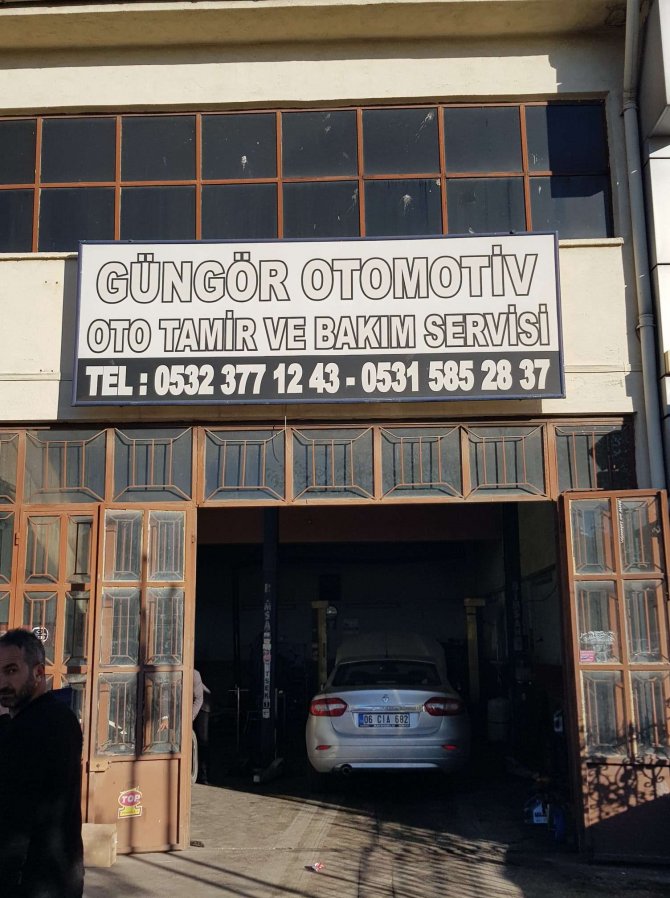 GÜNGÖR OTOMOTİV
OTO TAMİR VE BAKIM SERVİSİ
TEL : 0532 377 12 43 - 0531 585 28 37
06 CIA 682
TOP